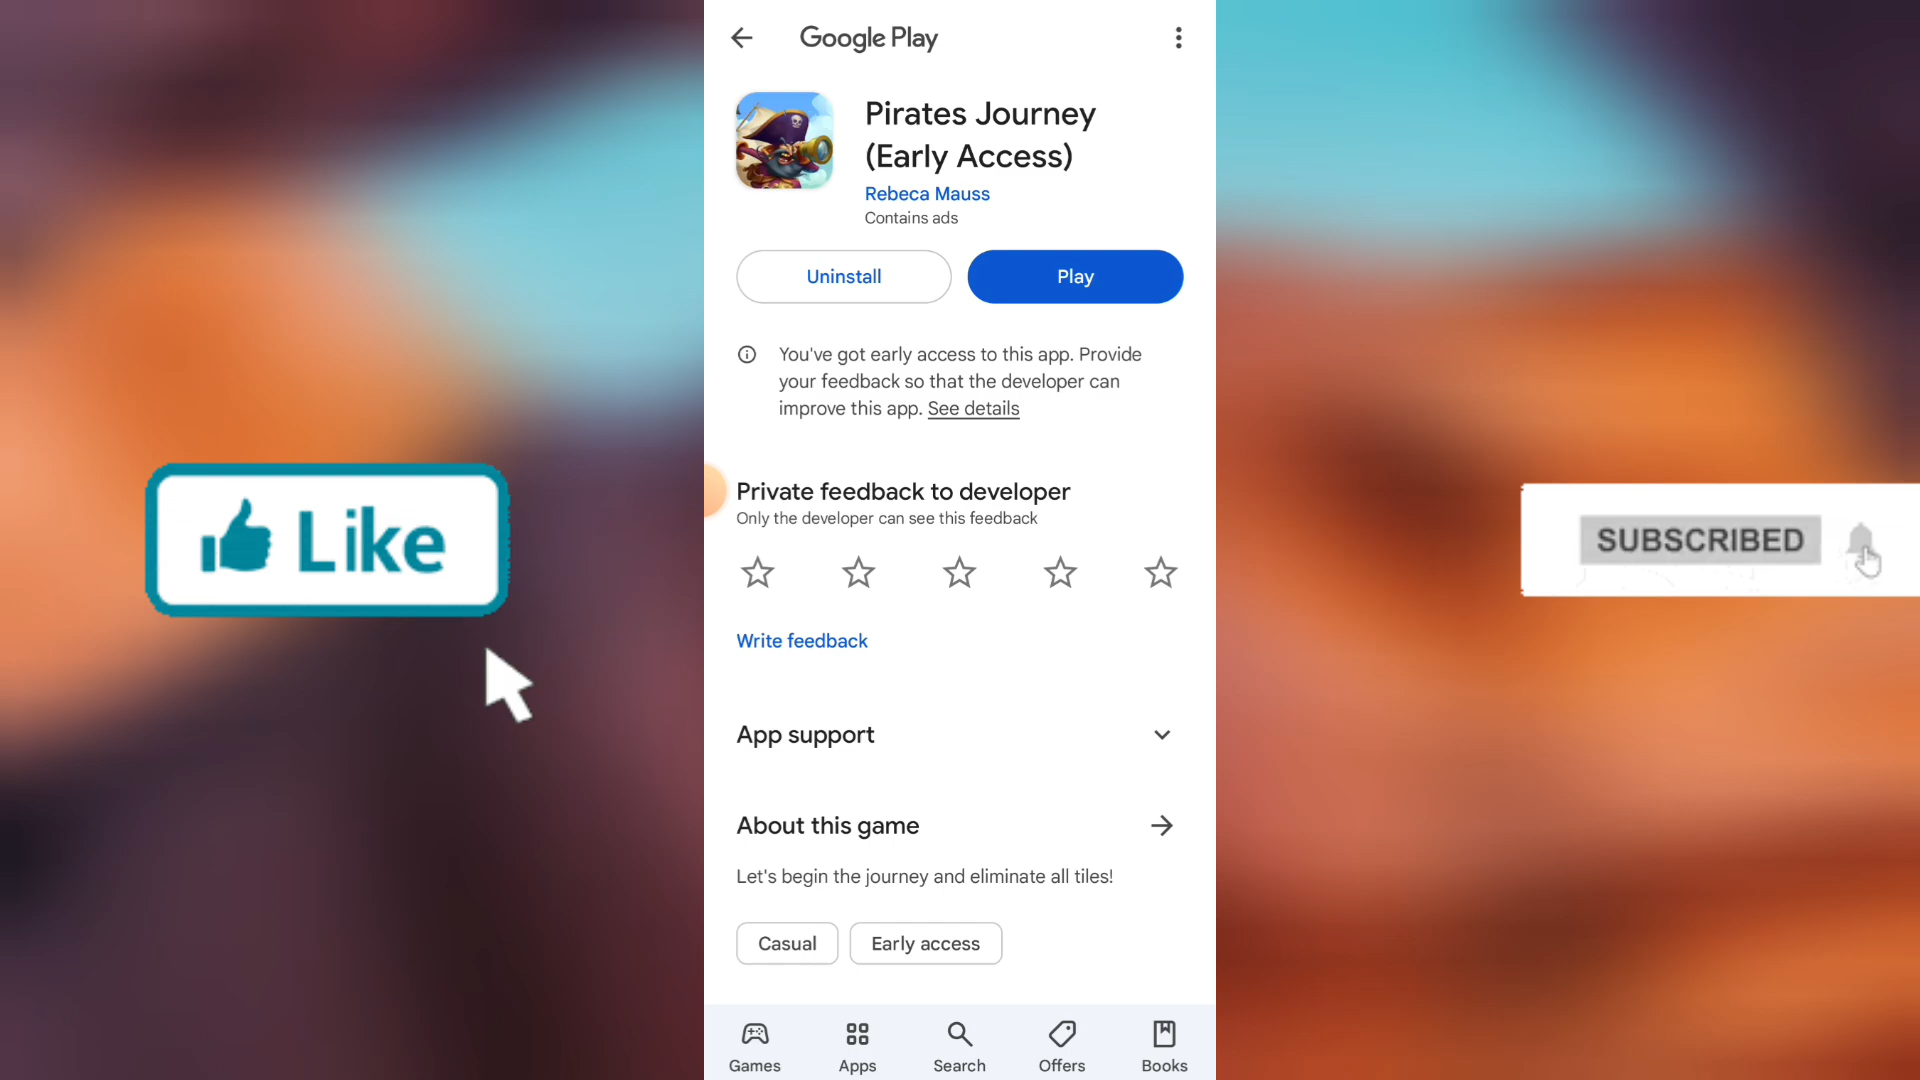 Google Play
Pirates Journey
(Early Access)
Rebeca Mauss
Contains ads
Uninstall
Play
You've got early access to this app. Provide
your feedback so that the developer can
improve this app. See details
Private feedback to developer
Only the developer can see this feedback
Like
SUBSCRIBED
Write feedback
App support
About this game
Let's begin the journey and eliminate all tiles!
Casual
Early access
Games
Apps
Search
Offers
Books